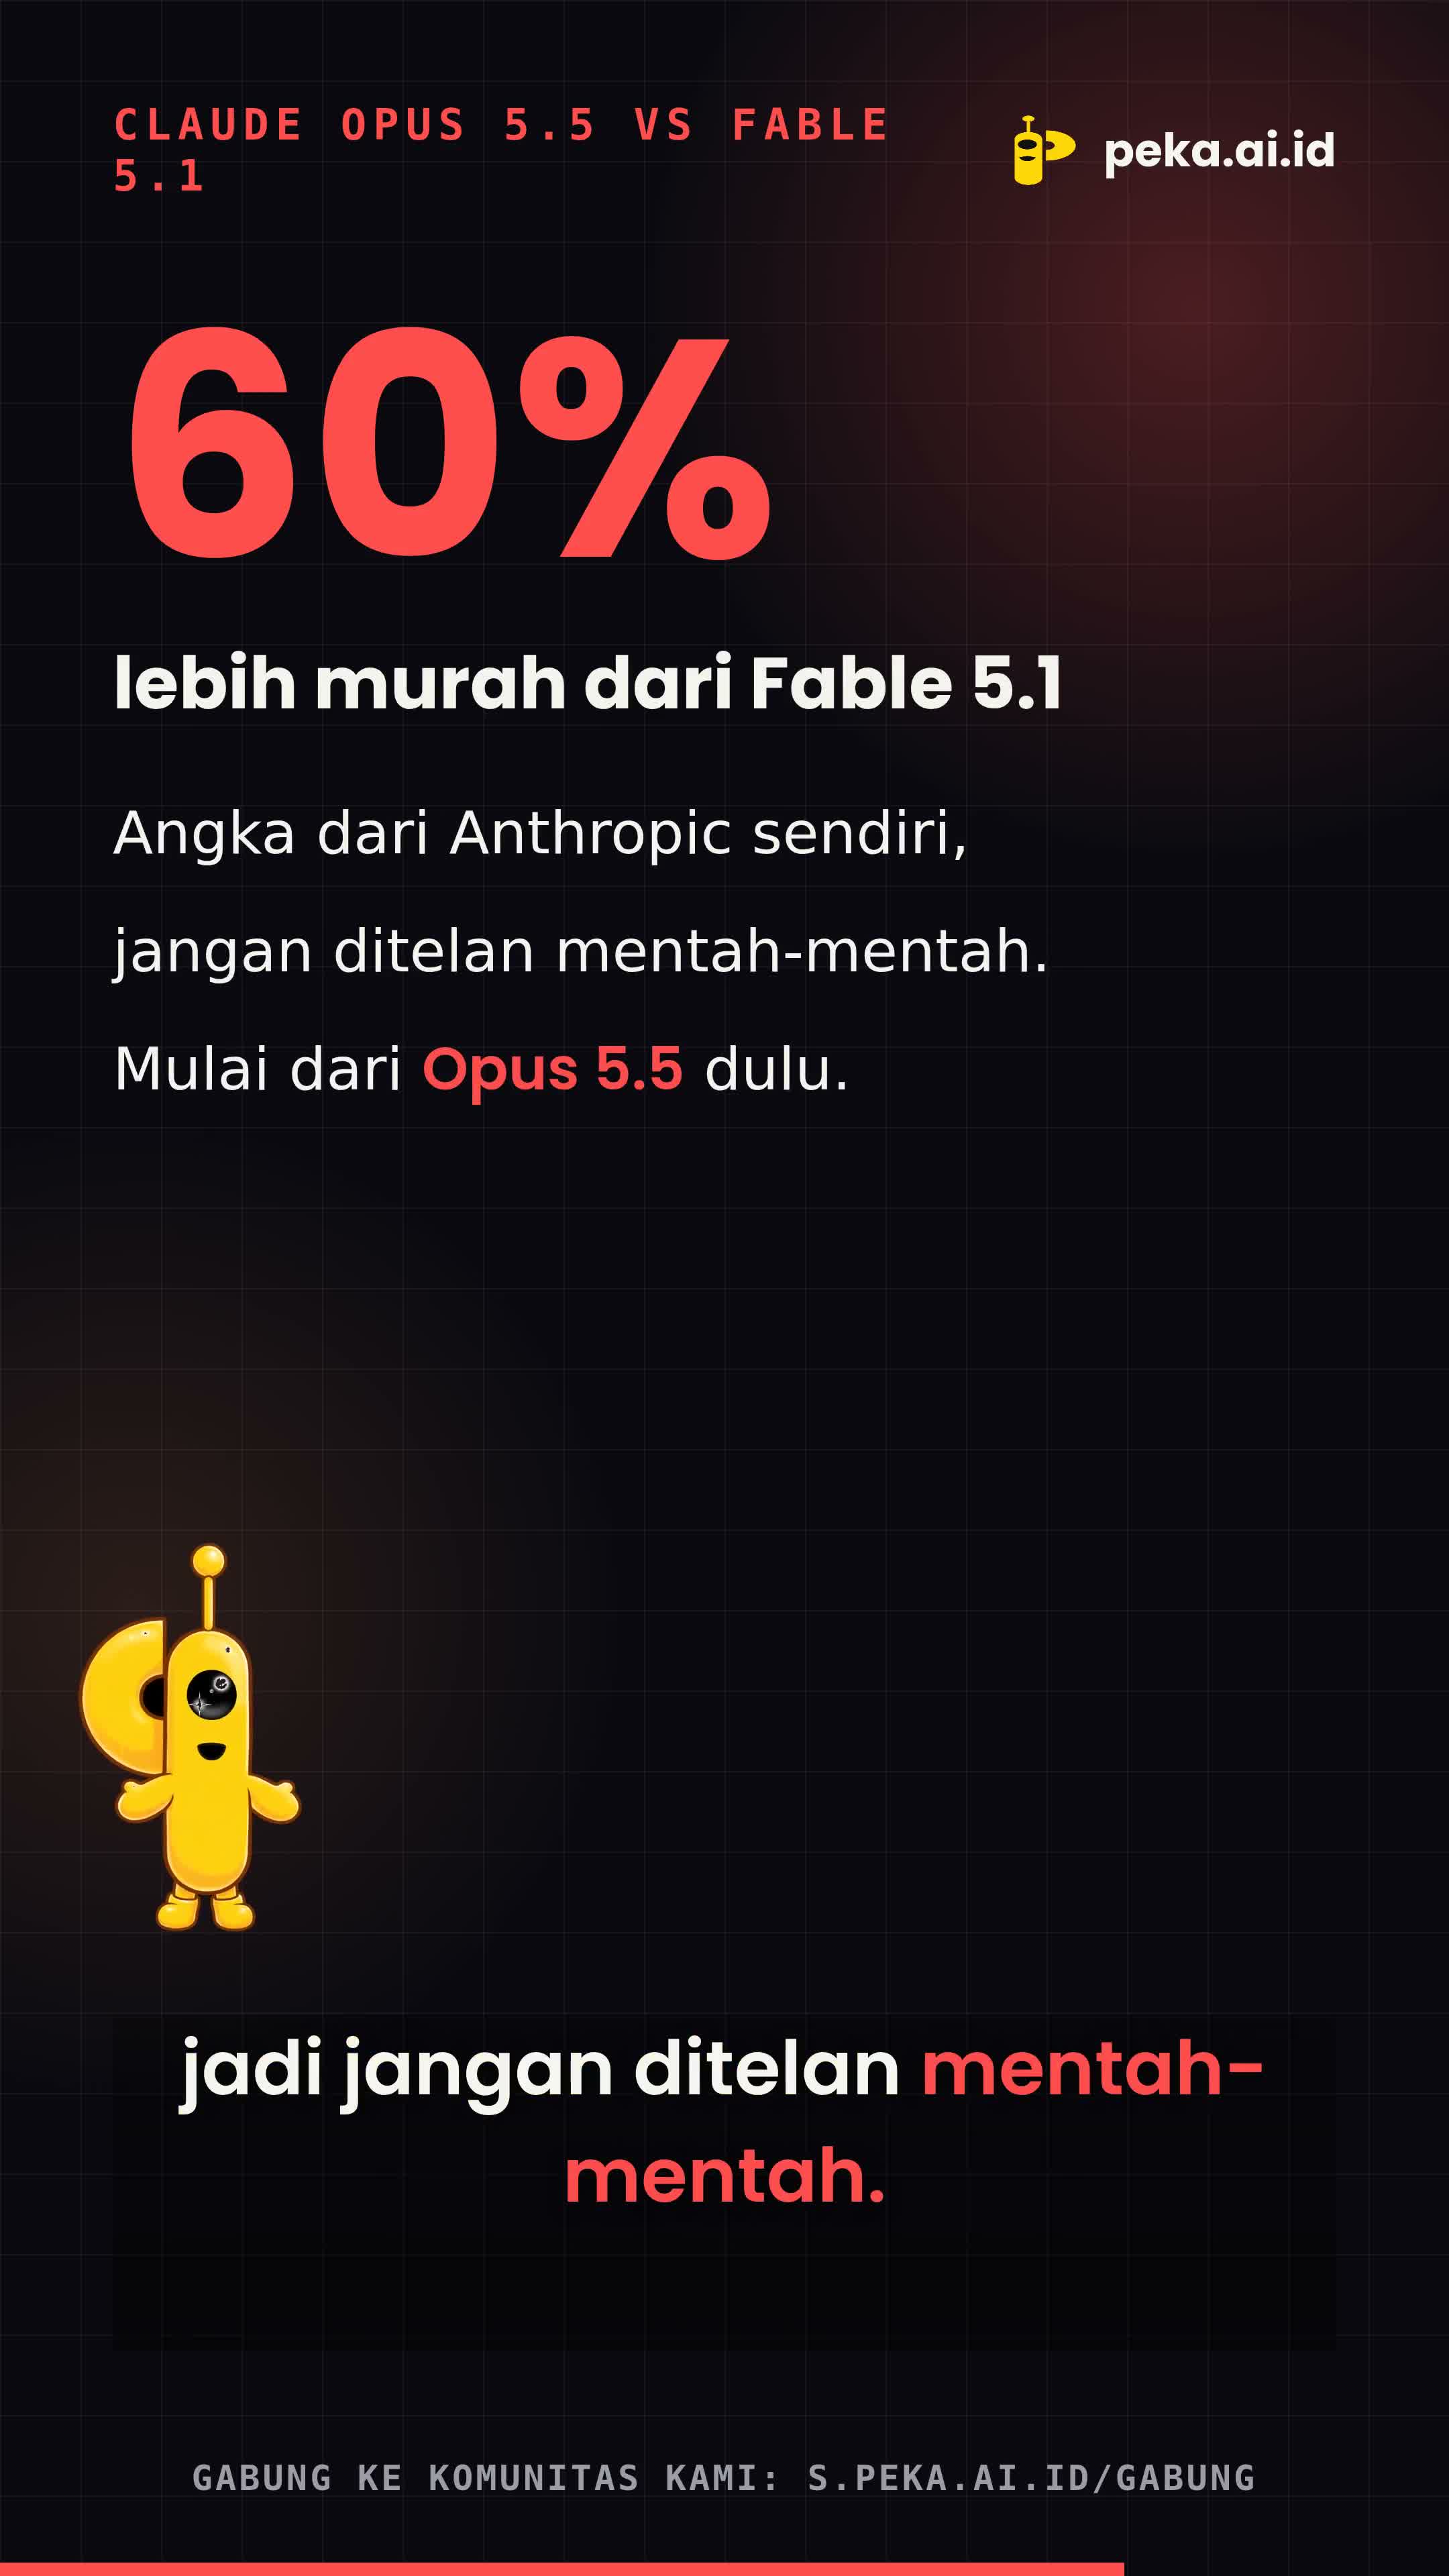 CLAUDE OPUS 5.5 VS FABLE
5.1
peka.ai.id
60%
lebih murah dari Fable 5.1
Angka dari Anthropic sendiri,
jangan ditelan mentah-mentah.
Mulai dari Opus 5.5 dulu.
jadi jangan ditelan mentah-
mentah.
GABUNG KE KOMUNITAS KAMI: S.PEKA.AI.ID/GABUNG